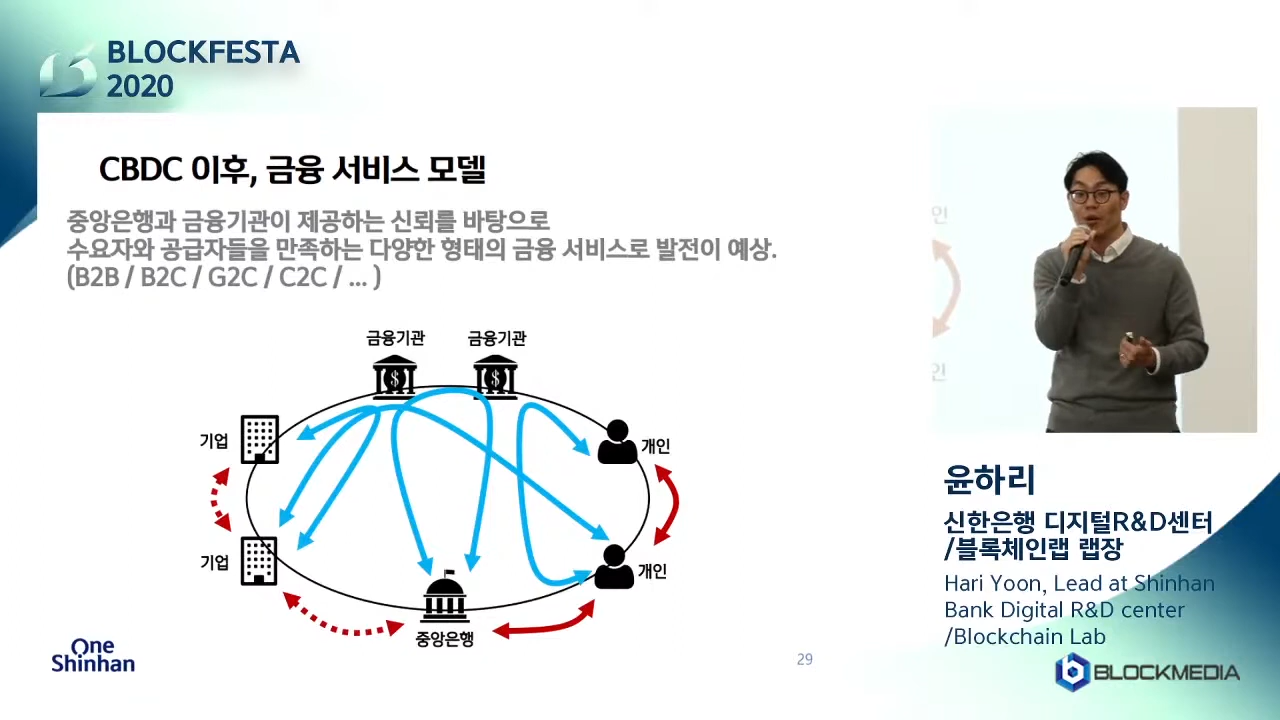 BLOCKFESTA
2020
CBDC 이후, 금융 서비스 모델
중앙은행과 금융기관이 제공하는 신뢰를 바탕으로
수요자와 공급자들을 만족하는 다양한 형태의 금융 서비스로 발전이 예상.
(B2B / B2C / G2C / C2C / ... )
금융기관
금융기관
$
$
기업
개인
기업
개인
중앙은행
One
Shinhan
29
인
인
윤하리
신한은행 디지털R&D센터
/블록체인랩 랩장
Hari Yoon, Lead at Shinhan
Bank Digital R&D center
/Blockchain Lab
BLOCKMEDIA